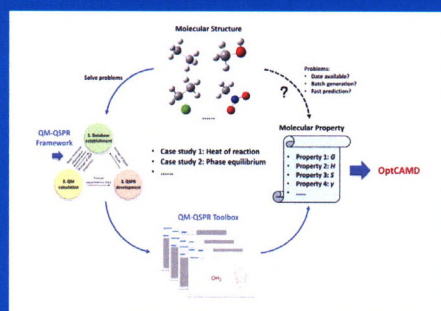 Molecular Structure
Solve problems
Problems:
• Date available?
• Batch generation?
• Fast prediction?
?
QM-QSPR
Framework
1. Database
establishment
2. QM
calculation
3. QSPR
development
• Case study 1: Heat of reaction
• Case study 2: Phase equilibrium
• ......
......
Molecular Property
• Property 1: G
• Property 2: H
• Property 3: S
• Property 4: γ
• ......
OptCAMD
QM-QSPR Toolbox